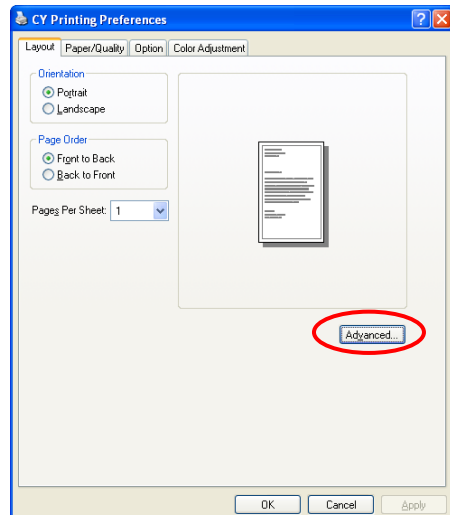 CY Printing Preferences
Layout Paper/Quality Option Color Adjustment
Orientation
Portrait
Landscape
Page Order
Front to Back
Back to Front
Pages Per Sheet: 1
Advanced...
OK Cancel Apply